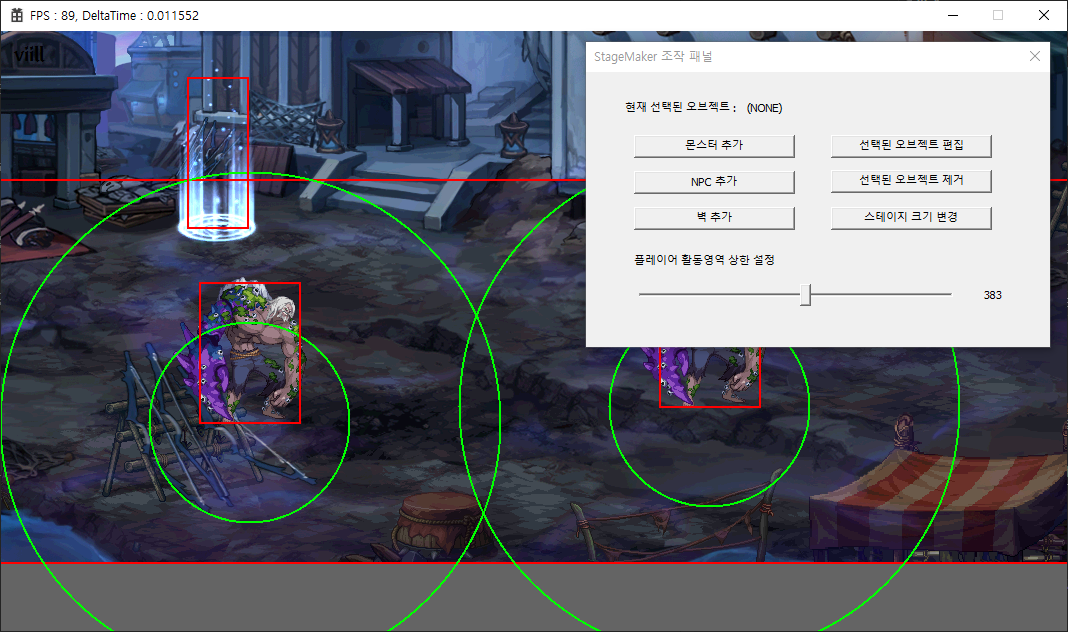 FPS : 89, DeltaTime : 0.011552
viill
StageMaker 조작 패널
현재 선택된 오브젝트 : (NONE)
몬스터 추가
선택된 오브젝트 편집
NPC 추가
선택된 오브젝트 제거
벽 추가
스테이지 크기 변경
플레이어 활동영역 상한 설정
383